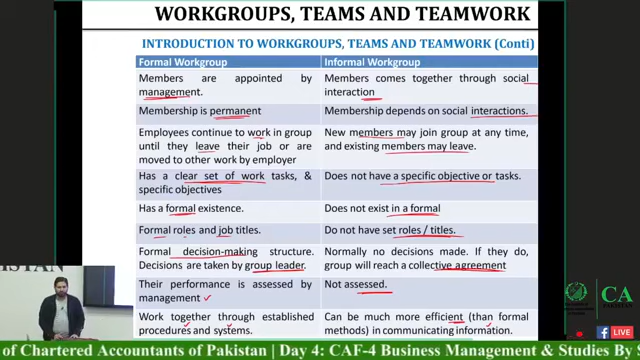 WORKGROUPS, TEAMS AND TEAMWORK
INTRODUCTION TO WORKGROUPS, TEAMS AND TEAMWORK (Conti)
Formal Workgroup
Informal Workgroup
Members are appointed by
management.
Members comes together through social
interaction
Membership is permanent
Membership depends on social interactions.
Employees continue to work in group
until they leave their job or are
moved to other work by employer
New members may join group at any time,
and existing members may leave.
Has a clear set of work tasks, &
specific objectives
Does not have a specific objective or tasks.
Has a formal existence.
Does not exist in a formal
Formal roles and job titles.
Do not have set roles / titles.
Formal decision-making structure.
Decisions are taken by group leader.
Normally no decisions made. If they do,
group will reach a collective agreement
Their performance is assessed by
management
Not assessed.
Work together through established
procedures and systems.
Can be much more efficient (than formal
methods) in communicating information.
ISTAN
CA
PAKISTAN
LIVE
of Chartered Accountants of Pakistan | Day 4: CAF-4 Business Management & Studies By